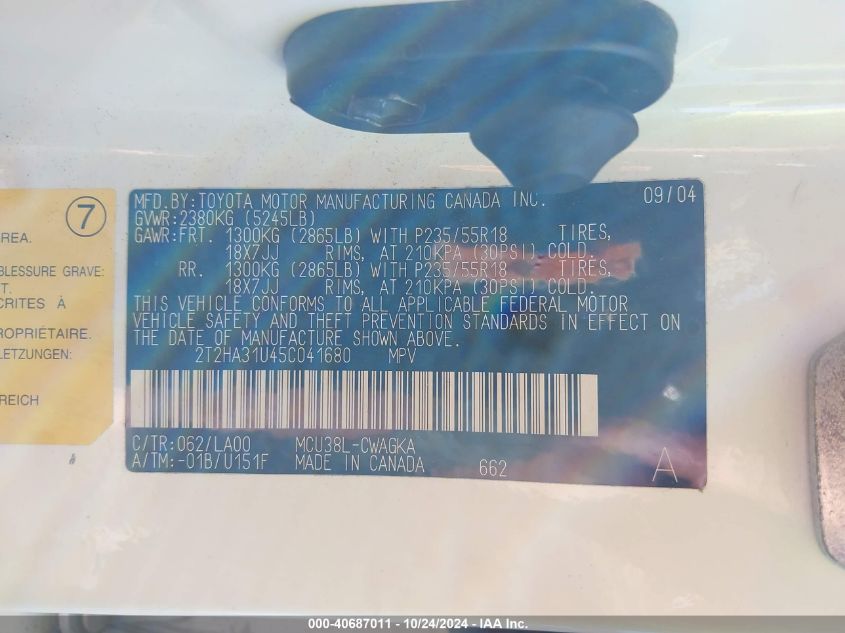 7
AREA.
BLESSURE GRAVE:
T.
CRITES À
PROPRIÉTAIRE.
LETZUNGEN:
REICH
MFD.BY:TOYOTA MOTOR MANUFACTURING CANADA INC. 09/04
GVWR:2380KG (5245LB)
GAWR:FRT. 1300KG (2865LB) WITH P235/55R18 TIRES,
18X7JJ RIMS, AT 210KPA (30PSI) COLD.
RR. 1300KG (2865LB) WITH P235/55R18 TIRES,
18X7JJ RIMS, AT 210KPA (30PSI) COLD.
THIS VEHICLE CONFORMS TO ALL APPLICABLE FEDERAL MOTOR
VEHICLE SAFETY AND THEFT PREVENTION STANDARDS IN EFFECT ON
THE DATE OF MANUFACTURE SHOWN ABOVE.
2T2HA31U45C041680 MPV
C/TR:062/LA00 MCU38L-CWAGKA
A/TM:-01B/U151F MADE IN CANADA 662 A
000-40687011 - 10/24/2024 - IAA Inc.